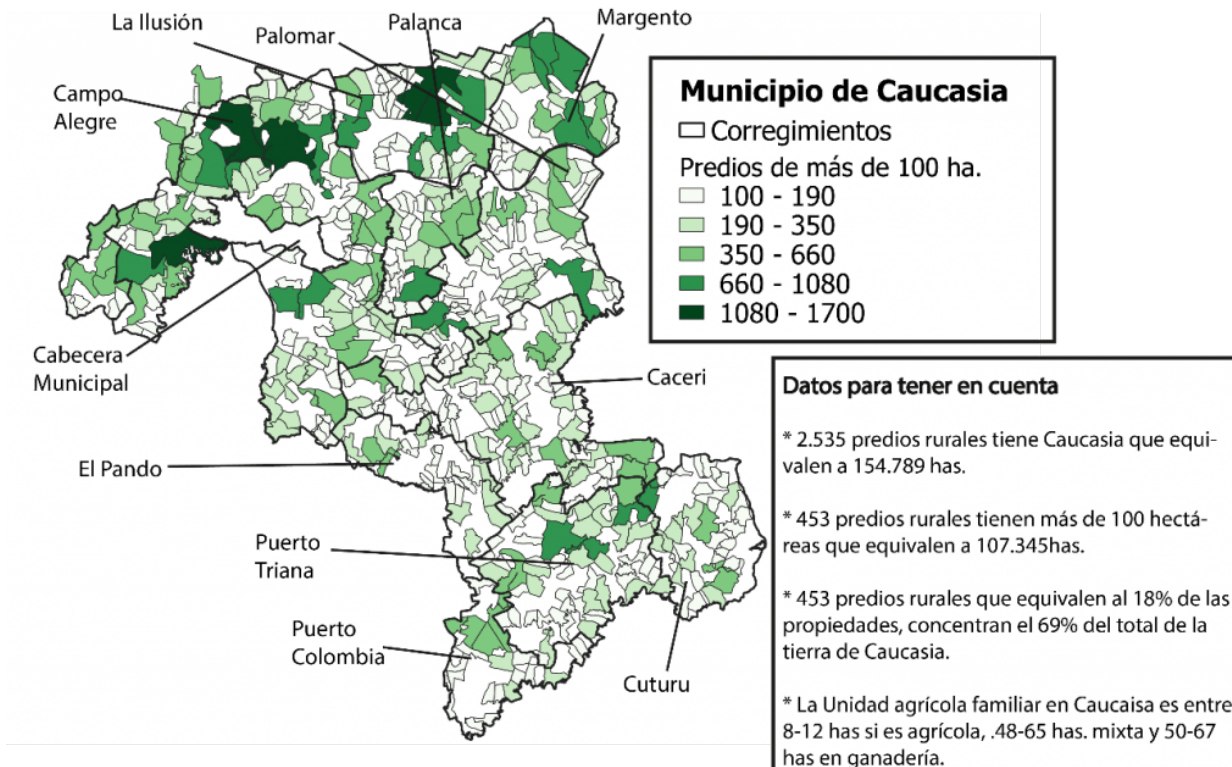 La Ilusión
Palomar
Palanca
Margento
Campo
Alegre
Cabecera
Municipal
Caceri
El Pando
Puerto
Triana
Puerto
Colombia
Cuturu
Municipio de Caucasia
Corregimientos
Predios de más de 100 ha.
100 - 190
190 - 350
350 - 660
660 - 1080
1080 - 1700
Datos para tener en cuenta
* 2.535 predios rurales tiene Caucasia que equi-
valen a 154.789 has.
* 453 predios rurales tienen más de 100 hectá-
reas que equivalen a 107.345has.
* 453 predios rurales que equivalen al 18% de las
propiedades, concentran el 69% del total de la
tierra de Caucasia.
* La Unidad agrícola familiar en Caucaisa es entre
8-12 has si es agrícola, .48-65 has. mixta y 50-67
has en ganadería.